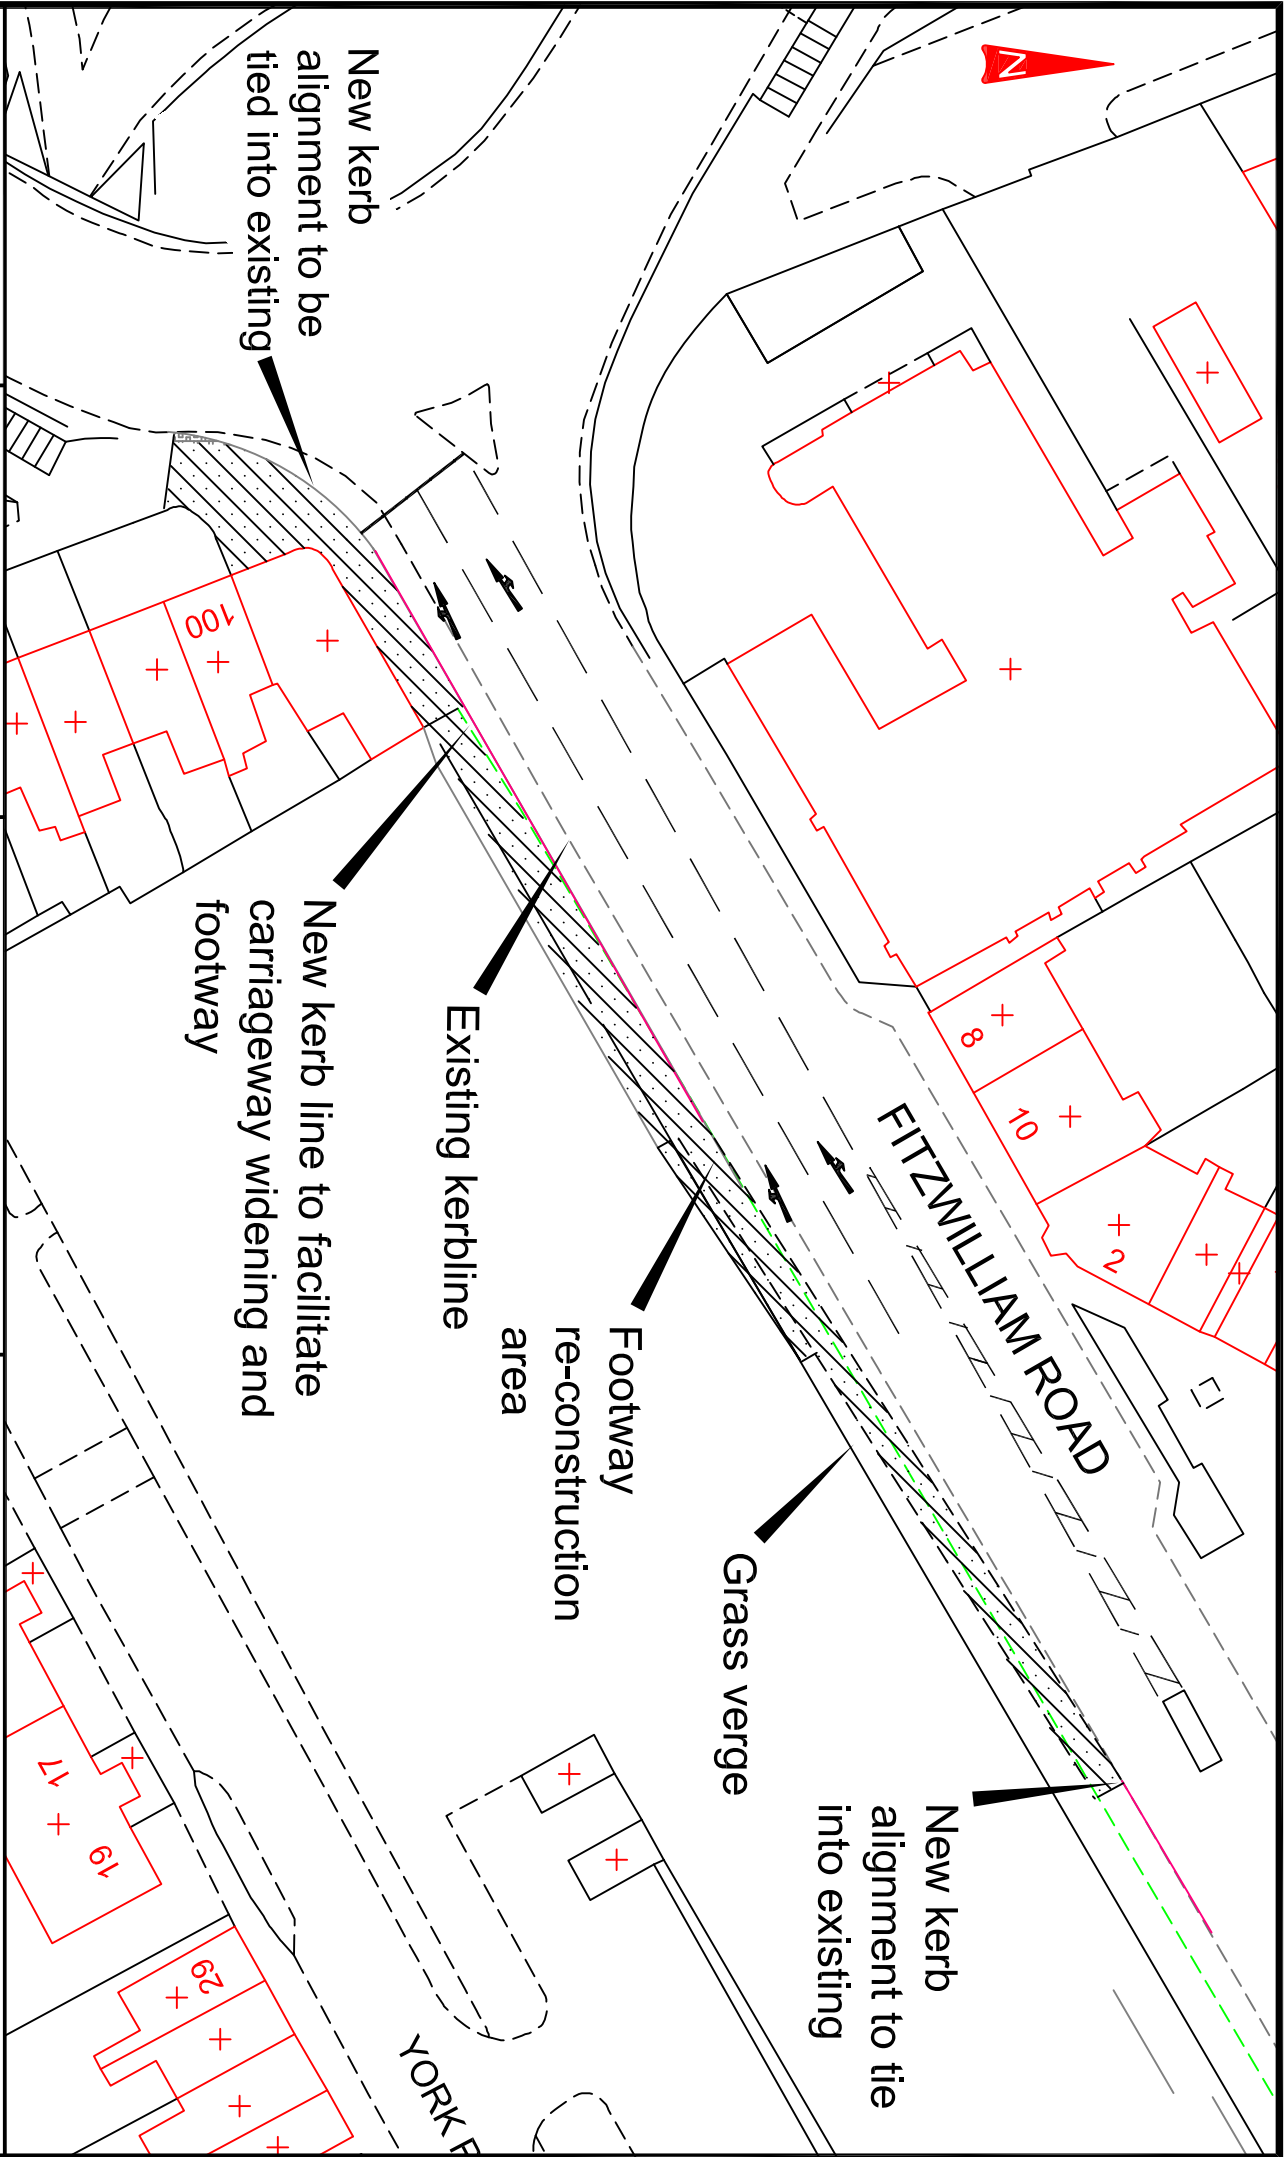 N
New kerb
alignment to be
tied into existing
FITZWILLIAM ROAD
8
10
2
100
New kerb line to facilitate
carriageway widening and
footway
Existing kerbline
Footway
re-construction
area
Grass verge
New kerb
alignment to tie
into existing
17
19
29
YORK